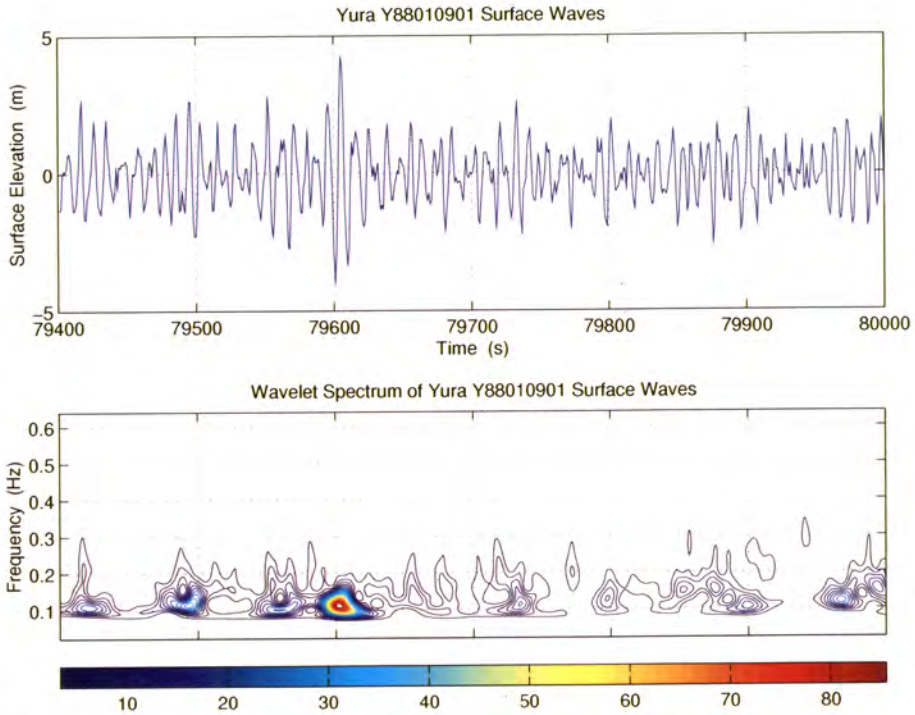 Yura Y88010901 Surface Waves
5
0
−5
Surface Elevation (m)
79400 79500 79600 79700 79800 79900 80000
Time (s)
Wavelet Spectrum of Yura Y88010901 Surface Waves
0.6
0.5
0.4
0.3
0.2
0.1
Frequency (Hz)
10 20 30 40 50 60 70 80